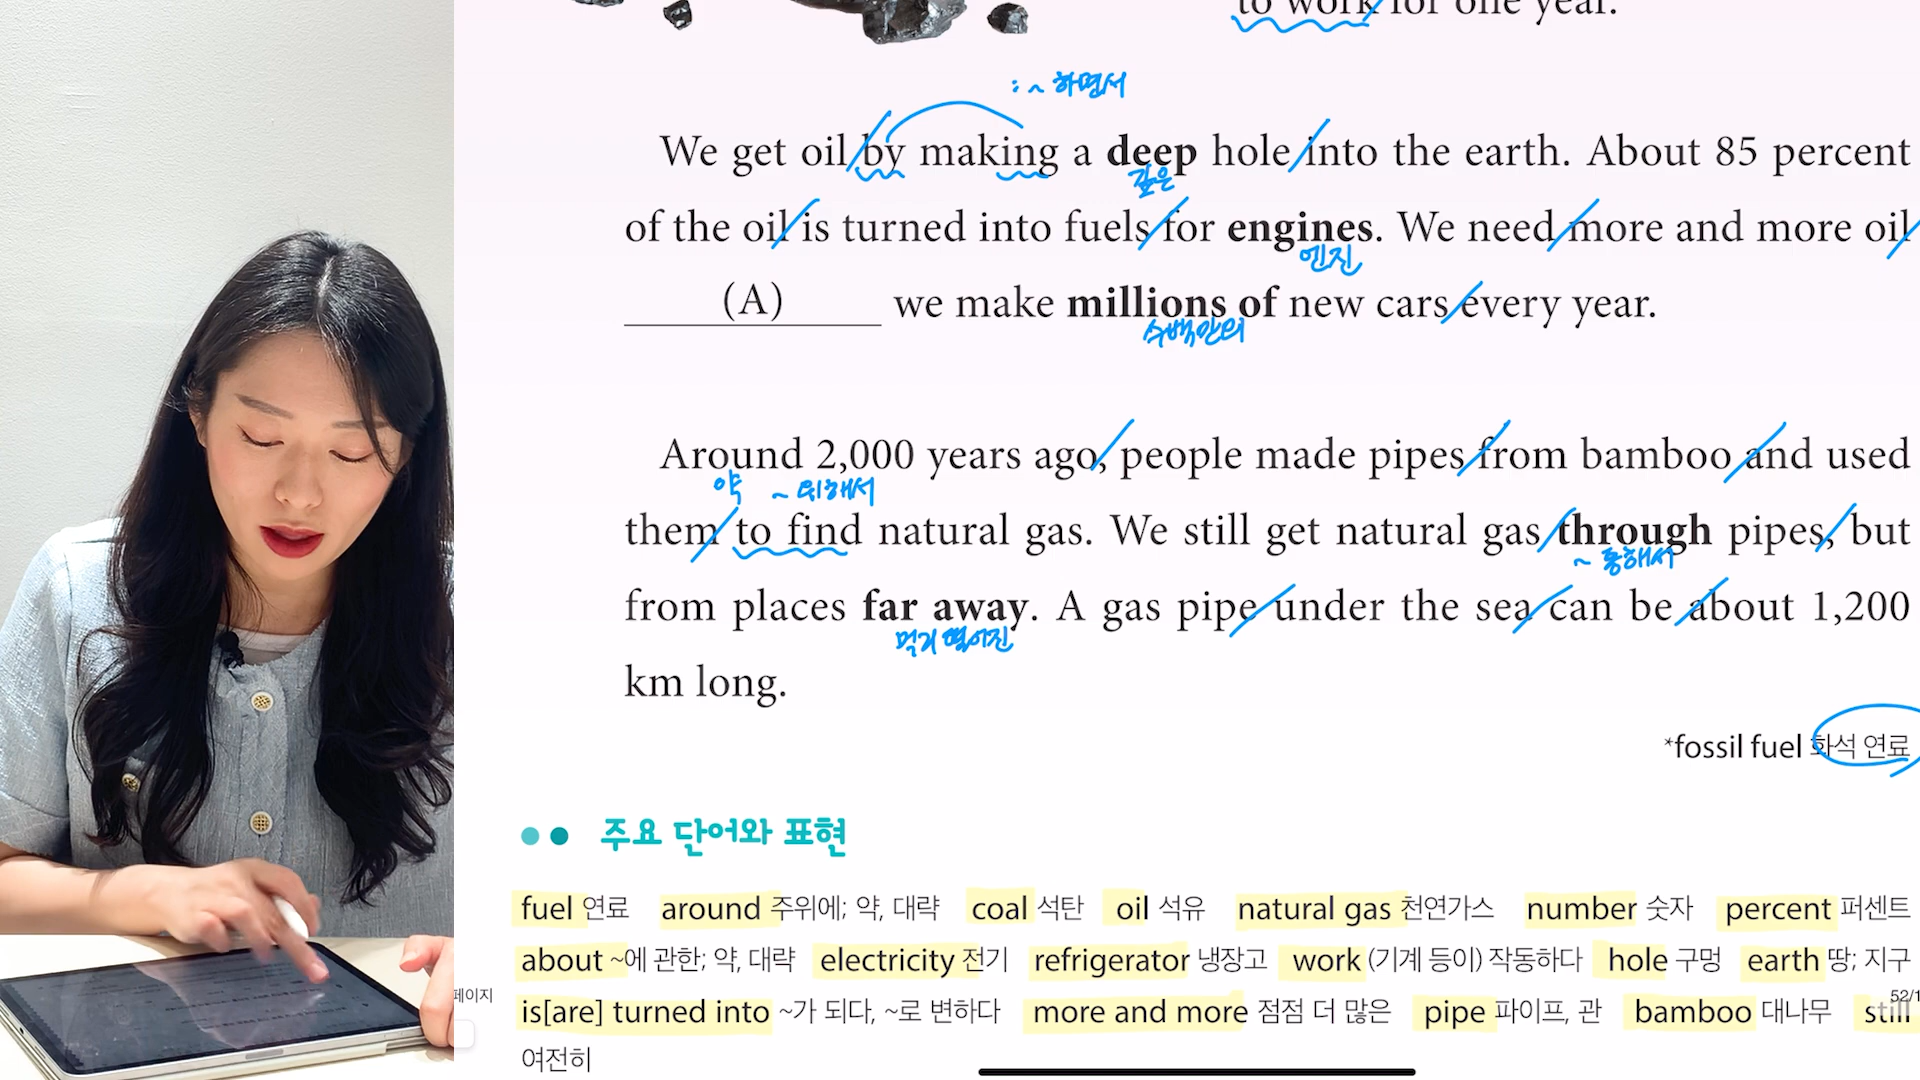 to work for one year.
: ~ 하면서
We get oil by making a deep hole into the earth. About 85 percent
깊은
of the oil is turned into fuels for engines. We need more and more oil
엔진
(A) we make millions of new cars every year.
수백만의
Around 2,000 years ago, people made pipes from bamboo and used
약 ~ 위해서
them to find natural gas. We still get natural gas through pipes, but
~ 통해서
from places far away. A gas pipe under the sea can be about 1,200
멀리 떨어진
km long.
*fossil fuel 화석 연료
주요 단어와 표현
fuel 연료 around 주위에; 약, 대략 coal 석탄 oil 석유 natural gas 천연가스 number 숫자 percent 퍼센트
about ~에 관한; 약, 대략 electricity 전기 refrigerator 냉장고 work (기계 등이) 작동하다 hole 구멍 earth 땅; 지구
페이지 52/1
is[are] turned into ~가 되다, ~로 변하다 more and more 점점 더 많은 pipe 파이프, 관 bamboo 대나무 still
여전히